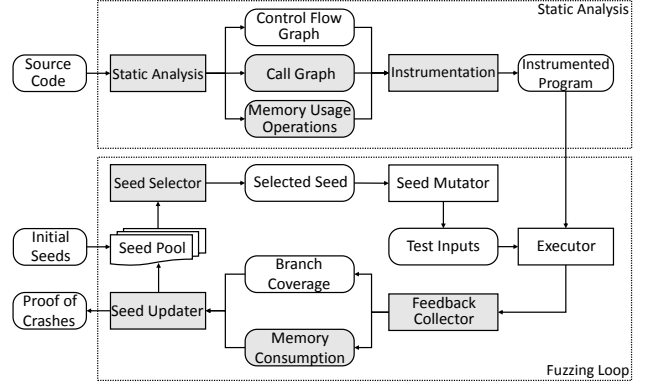 Static Analysis
Control Flow
Graph
Source
Code
Static Analysis
Call Graph
Instrumentation
Instrumented
Program
Memory Usage
Operations
Seed Selector
Selected Seed
Seed Mutator
Initial
Seeds
Seed Pool
Test Inputs
Executor
Branch
Coverage
Proof of
Crashes
Seed Updater
Feedback
Collector
Memory
Consumption
Fuzzing Loop